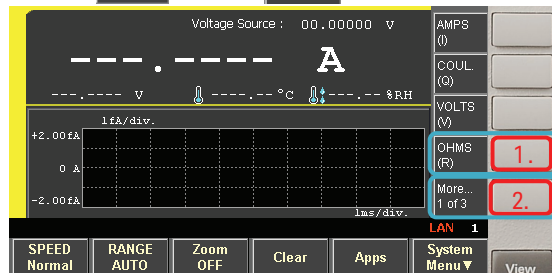 Voltage Source : 00.00000 V
AMPS
(I)
---.---- A
COUL.
(Q)
---.---- V ----.-- °C ---.-- %RH
VOLTS
(V)
1fA/div.
+2.00fA
0 A
-2.00fA
1ms/div.
OHMS
(R)
1.
More...
1 of 3
2.
LAN 1
SPEED
Normal
RANGE
AUTO
Zoom
OFF
Clear
Apps
System
Menu▼
View